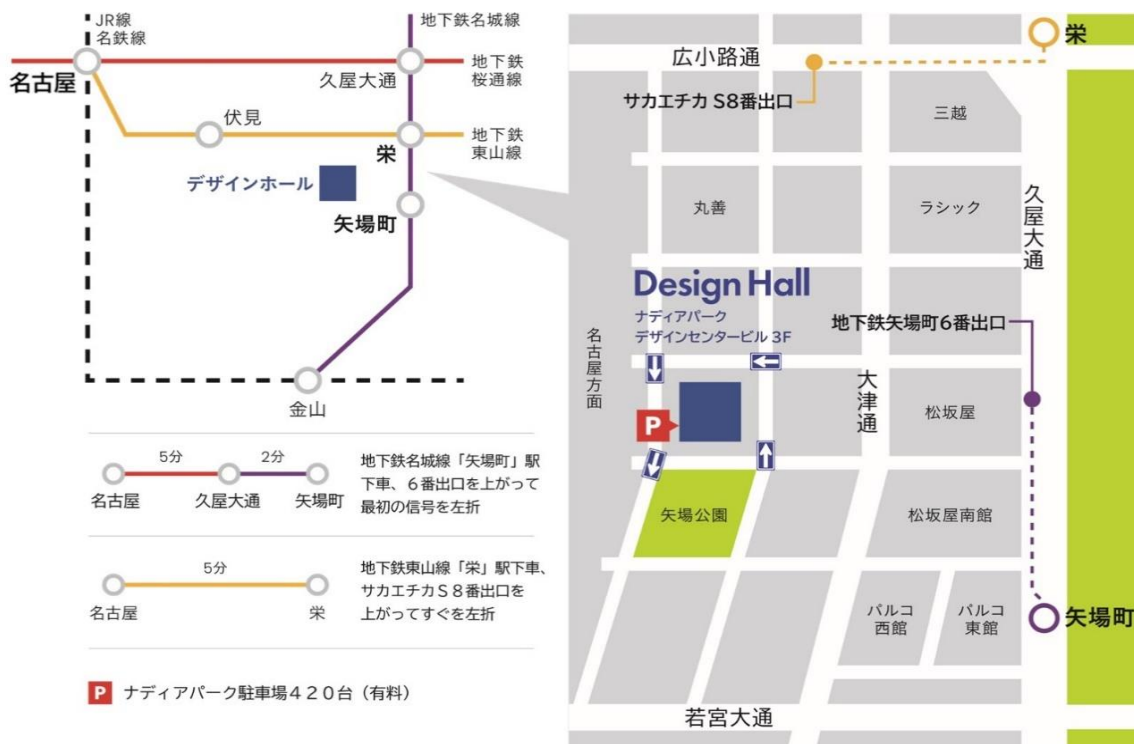 JR線
名鉄線
地下鉄名城線
名古屋
久屋大通
地下鉄
桜通線
伏見
栄
地下鉄
東山線
デザインホール
矢場町
金山
5分
2分
名古屋
久屋大通
矢場町
地下鉄名城線「矢場町」駅
下車、6番出口を上がって
最初の信号を左折
5分
名古屋
栄
地下鉄東山線「栄」駅下車、
サカエチカS8番出口を
上がってすぐを左折
P ナディアパーク駐車場420台（有料）
栄
広小路通
サカエチカ S8番出口
三越
丸善
ラシック
久屋大通
Design Hall
ナディアパーク
デザインセンタービル 3F
地下鉄矢場町6番出口
名古屋方面
大津通
P
松坂屋
矢場公園
松坂屋南館
パルコ
西館
パルコ
東館
矢場町
若宮大通